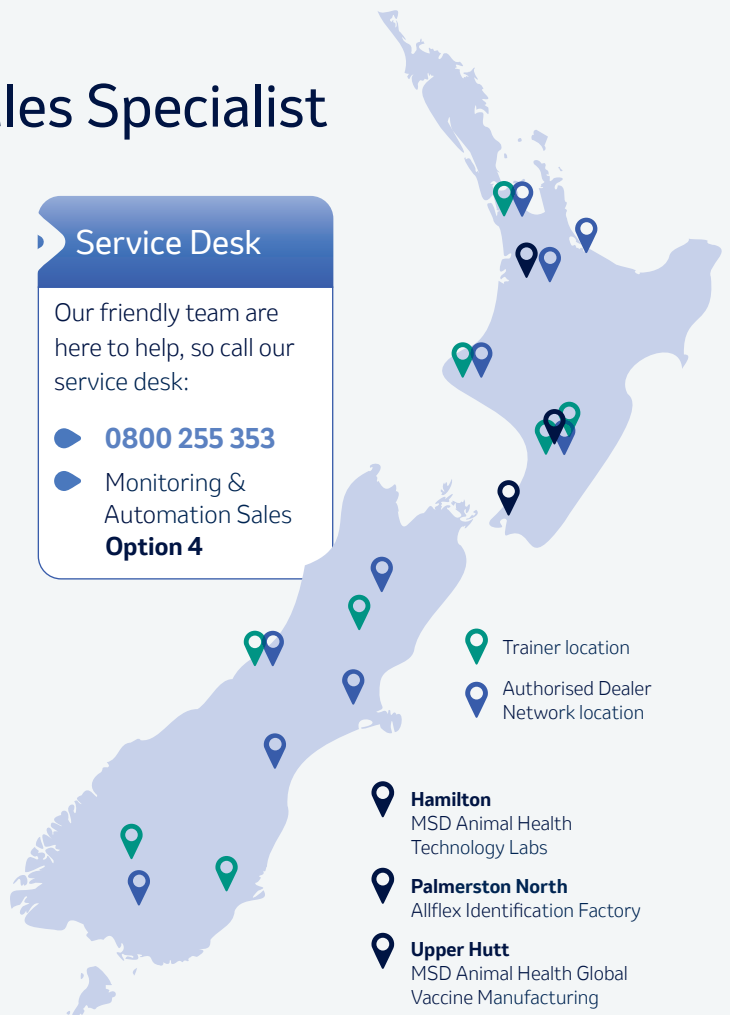 Specialist
Service Desk
Our friendly team are
here to help, so call our
service desk:
0800 255 353
Monitoring &
Automation Sales
Option 4
Trainer location
Authorised Dealer
Network location
Hamilton
MSD Animal Health
Technology Labs
Palmerston North
Allflex Identification Factory
Upper Hutt
MSD Animal Health Global
Vaccine Manufacturing